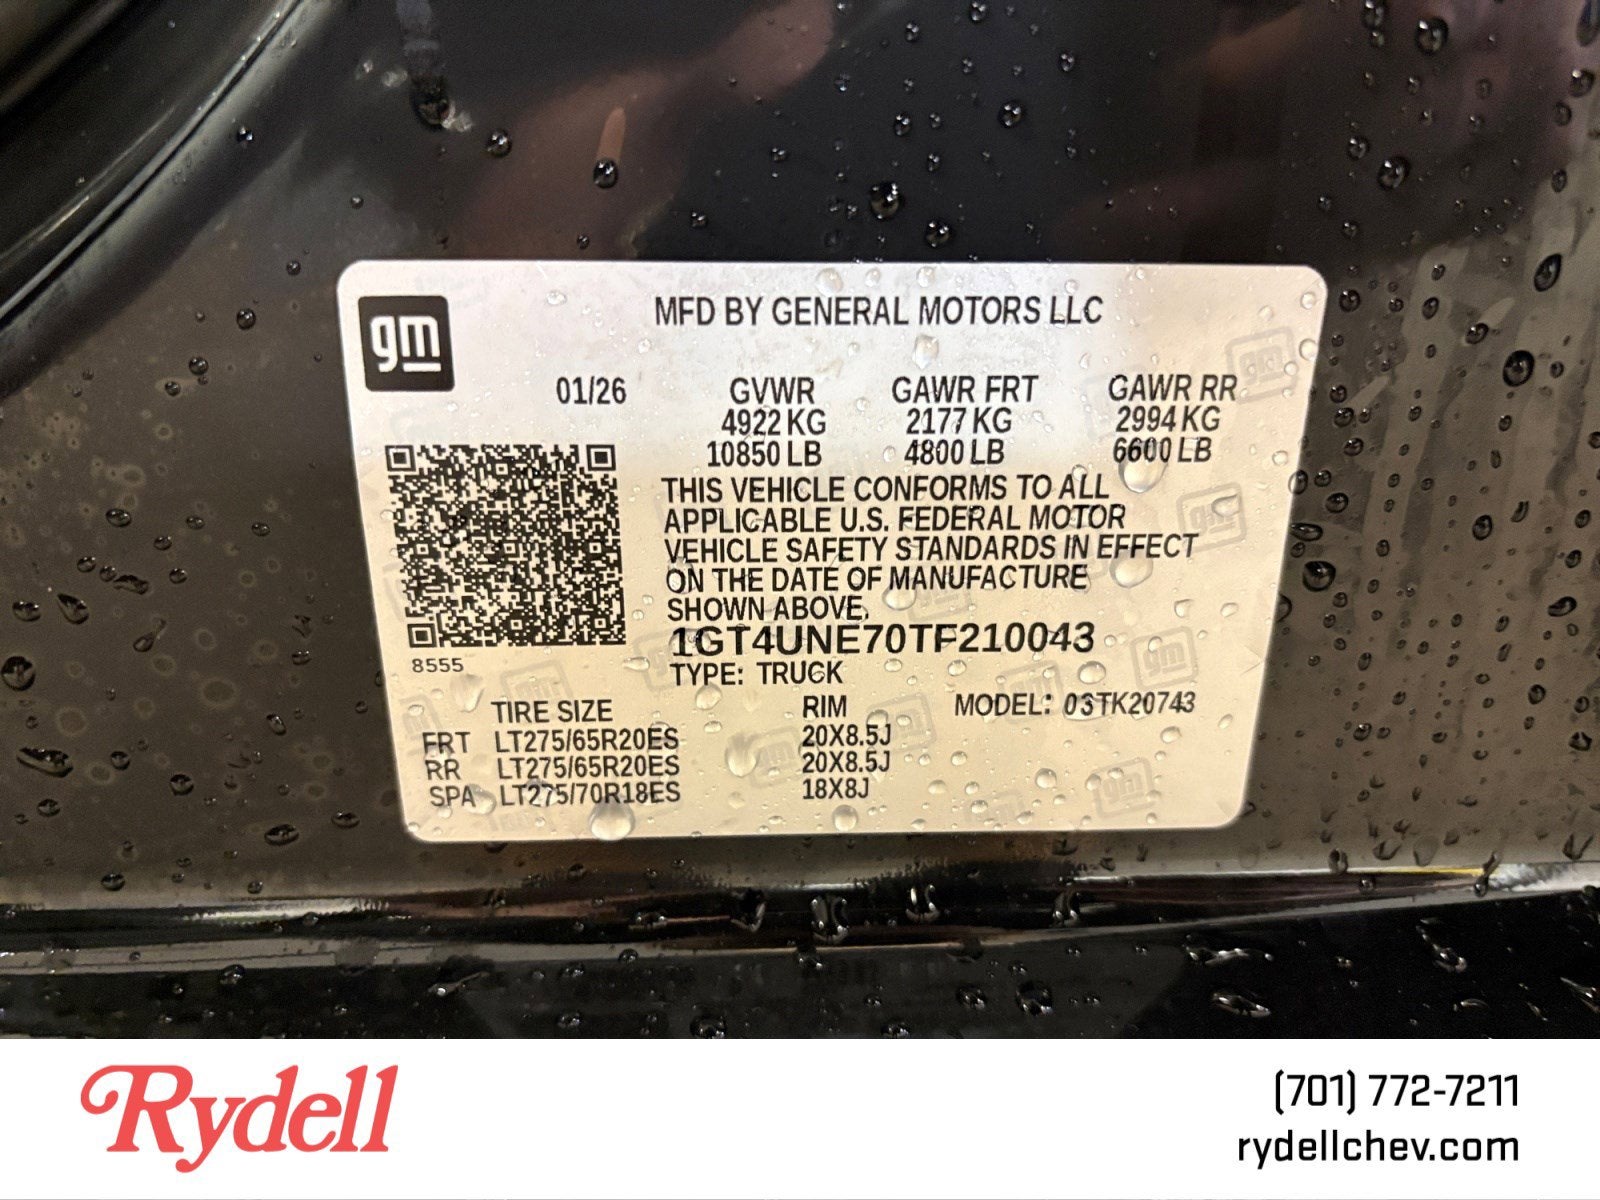 gm
MFD BY GENERAL MOTORS LLC
01/26 GVWR GAWR FRT GAWR RR
4922 KG 2177 KG 2994 KG
10850 LB 4800 LB 6600 LB
THIS VEHICLE CONFORMS TO ALL
APPLICABLE U.S. FEDERAL MOTOR
VEHICLE SAFETY STANDARDS IN EFFECT
ON THE DATE OF MANUFACTURE
SHOWN ABOVE.
1GT4UNE70TF210043
8555
TYPE: TRUCK
TIRE SIZE RIM MODEL: 03TK20743
FRT LT275/65R20ES 20X8.5J
RR LT275/65R20ES 20X8.5J
SPA LT275/70R18ES 18X8J
Rydell
(701) 772-7211
rydellchev.com